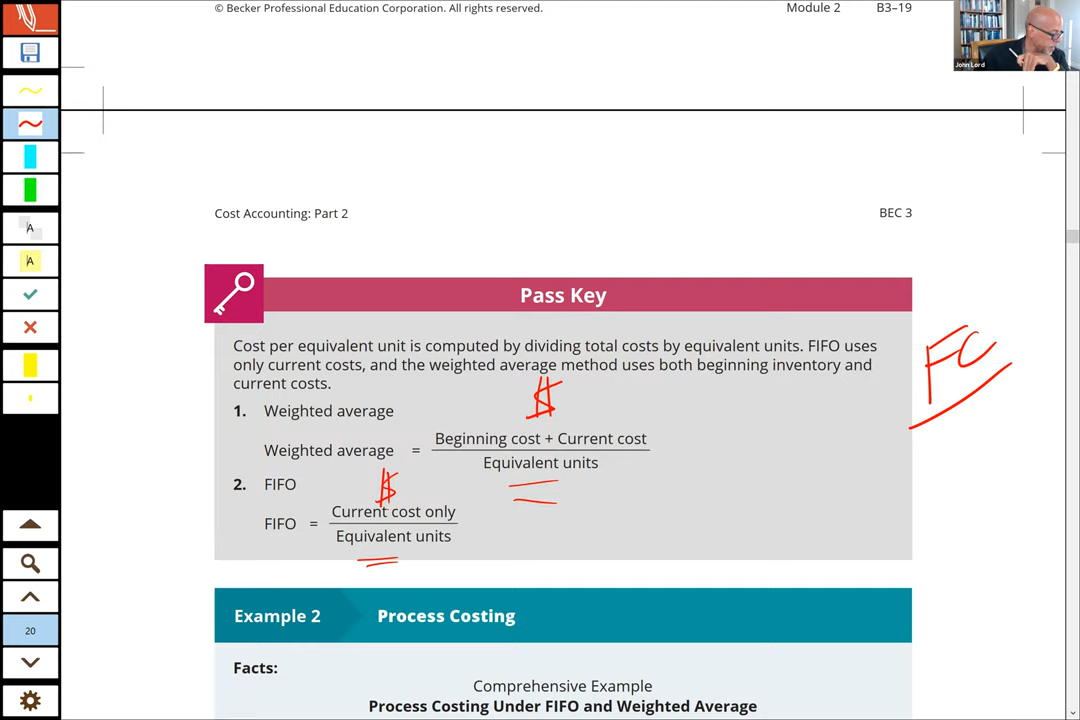 © Becker Professional Education Corporation. All rights reserved.
Module 2 B3–19
John Lord
Cost Accounting: Part 2
BEC 3
Pass Key
Cost per equivalent unit is computed by dividing total costs by equivalent units. FIFO uses
only current costs, and the weighted average method uses both beginning inventory and
current costs.
FC
1. Weighted average
$
Weighted average = Beginning cost + Current cost
Equivalent units
2. FIFO
$
FIFO = Current cost only
Equivalent units
Example 2 Process Costing
Facts:
Comprehensive Example
Process Costing Under FIFO and Weighted Average
A
A
20